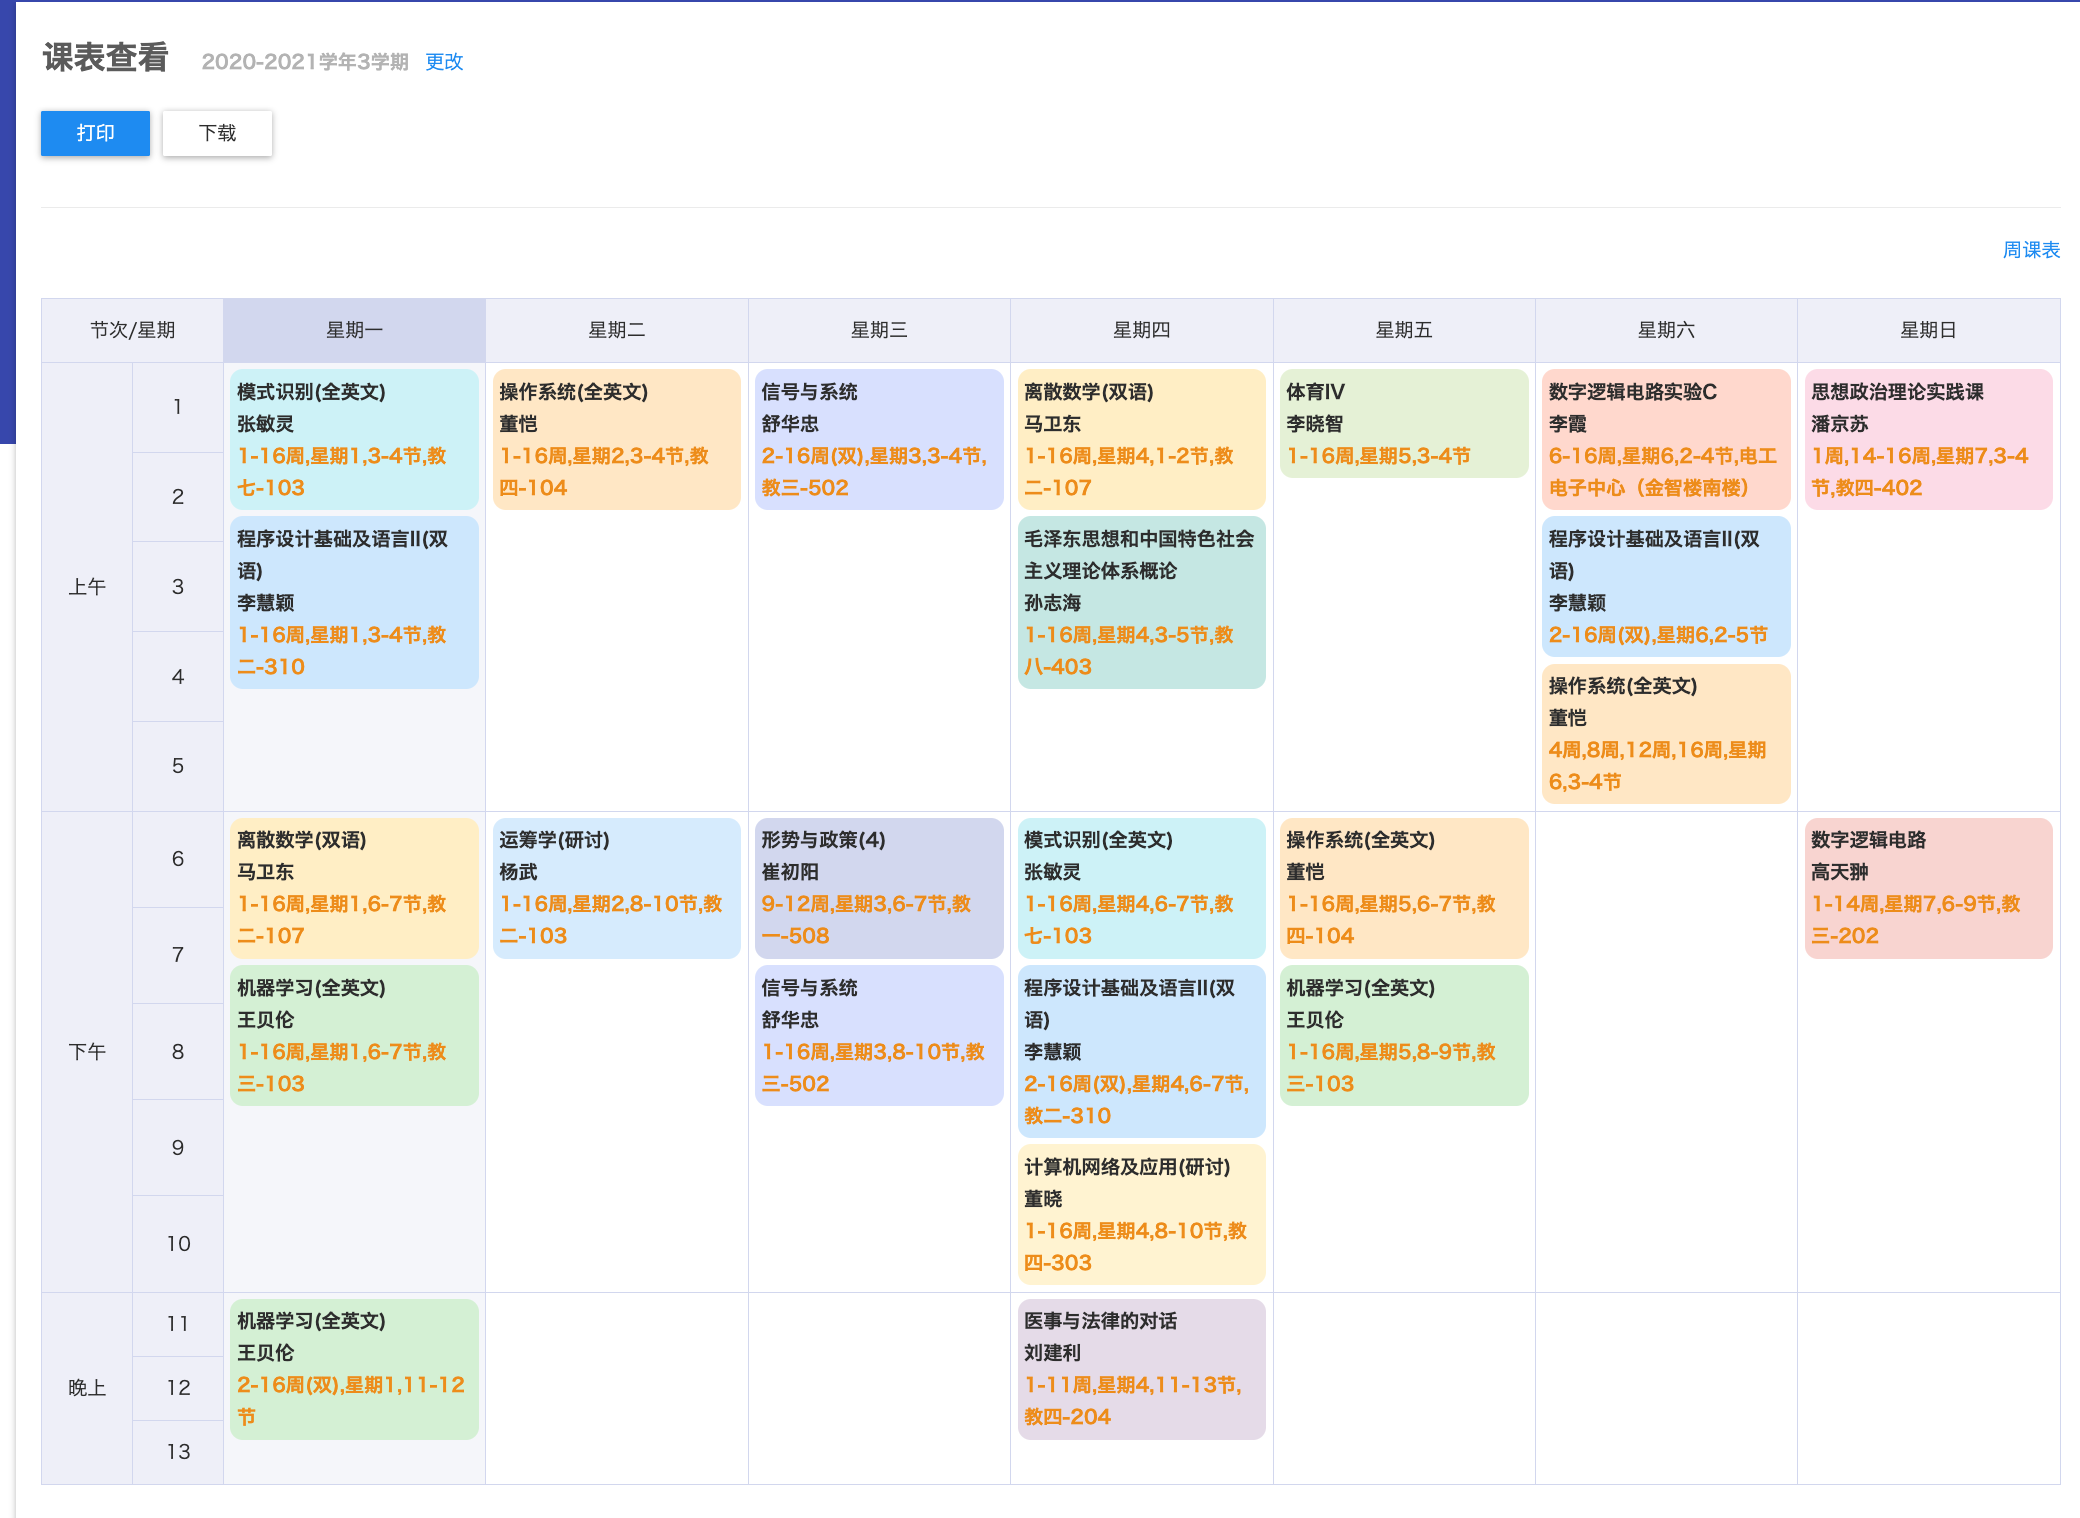 课表查看 2020-2021学年3学期 更改
打印 下载
周课表
节次/星期 星期一 星期二 星期三 星期四 星期五 星期六 星期日
上午
1
2
3
4
5
模式识别(全英文)
张敏灵
1-16周,星期1,3-4节,教
七-103
程序设计基础及语言II(双
语)
李慧颖
1-16周,星期1,3-4节,教
二-310
操作系统(全英文)
董恺
1-16周,星期2,3-4节,教
四-104
信号与系统
舒华忠
2-16周(双),星期3,3-4节,
教三-502
离散数学(双语)
马卫东
1-16周,星期4,1-2节,教
二-107
毛泽东思想和中国特色社会
主义理论体系概论
孙志海
1-16周,星期4,3-5节,教
八-403
体育IV
李晓智
1-16周,星期5,3-4节
数字逻辑电路实验C
李霞
6-16周,星期6,2-4节,电工
电子中心（金智楼南楼）
程序设计基础及语言II(双
语)
李慧颖
2-16周(双),星期6,2-5节
操作系统(全英文)
董恺
4周,8周,12周,16周,星期
6,3-4节
思想政治理论实践课
潘京苏
1周,14-16周,星期7,3-4
节,教四-402
下午
6
7
8
9
10
离散数学(双语)
马卫东
1-16周,星期1,6-7节,教
二-107
机器学习(全英文)
王贝伦
1-16周,星期1,6-7节,教
三-103
运筹学(研讨)
杨武
1-16周,星期2,8-10节,教
二-103
形势与政策(4)
崔初阳
9-12周,星期3,6-7节,教
一-508
信号与系统
舒华忠
1-16周,星期3,8-10节,教
三-502
模式识别(全英文)
张敏灵
1-16周,星期4,6-7节,教
七-103
程序设计基础及语言II(双
语)
李慧颖
2-16周(双),星期4,6-7节,
教二-310
计算机网络及应用(研讨)
董晓
1-16周,星期4,8-10节,教
四-303
操作系统(全英文)
董恺
1-16周,星期5,6-7节,教
四-104
机器学习(全英文)
王贝伦
1-16周,星期5,8-9节,教
三-103
数字逻辑电路
高天翀
1-14周,星期7,6-9节,教
三-202
晚上
11
12
13
机器学习(全英文)
王贝伦
2-16周(双),星期1,11-12
节
医事与法律的对话
刘建利
1-11周,星期4,11-13节,
教四-204